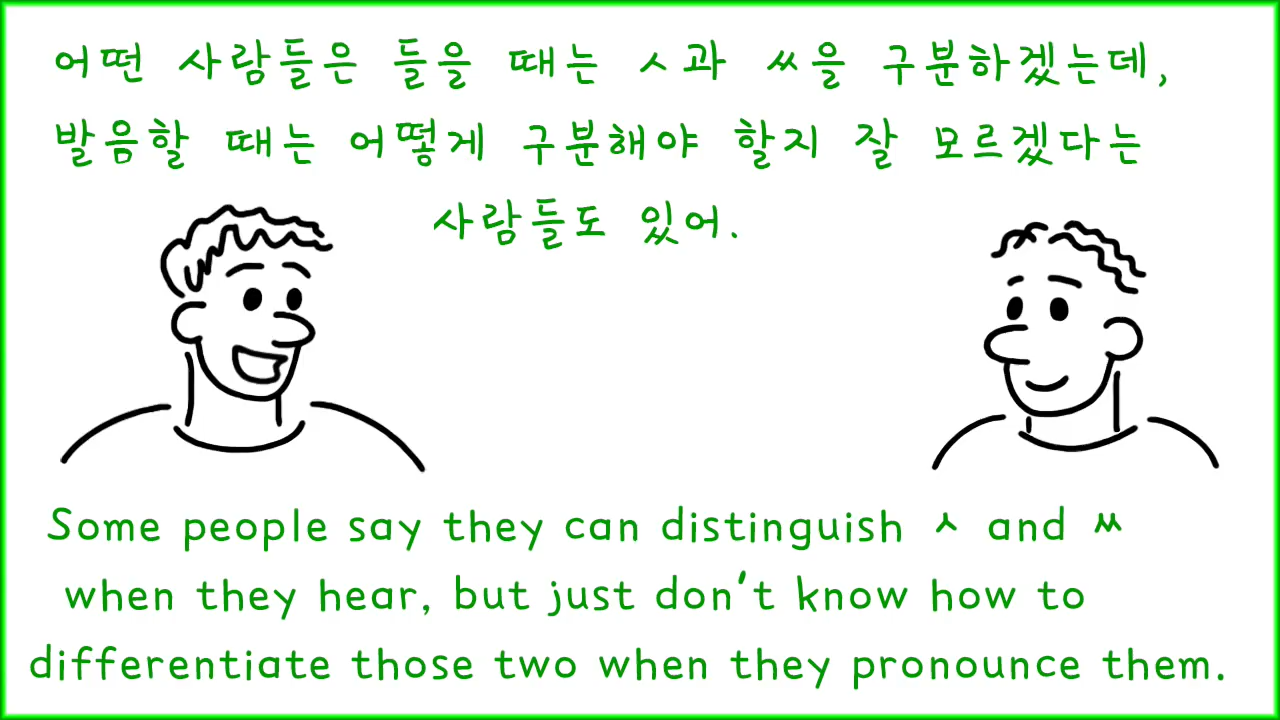 어떤 사람들은 들을 때는 ㅅ과 ㅆ을 구분하겠는데,
발음할 때는 어떻게 구분해야 할지 잘 모르겠다는
사람들도 있어.
Some people say they can distinguish ㅅ and ㅆ
when they hear, but just don't know how to
differentiate those two when they pronounce them.